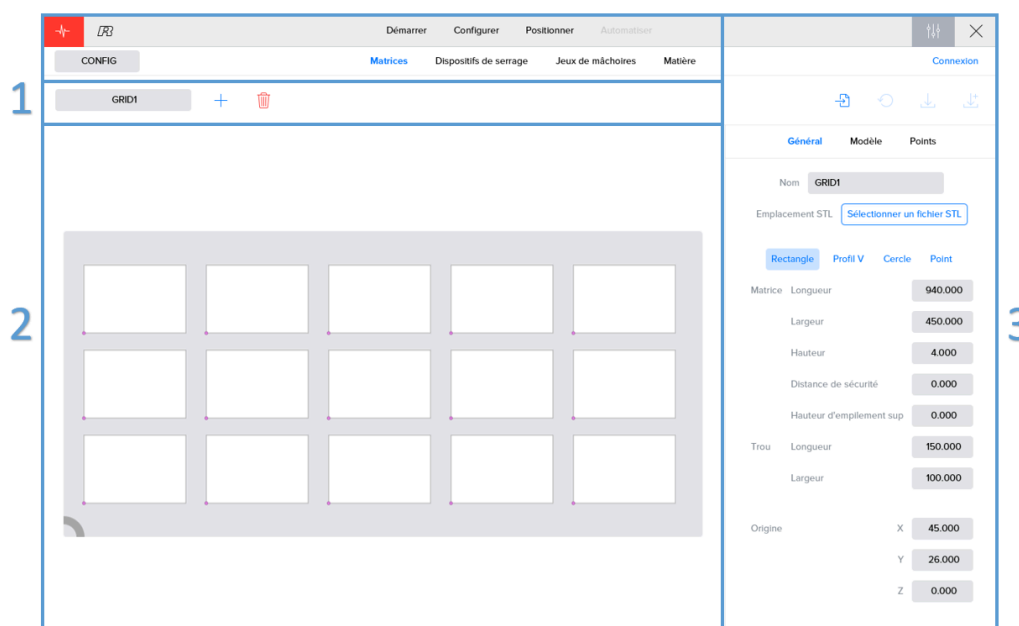 Démarrer Configurer Positionner Automatiser
CONFIG Matrices Dispositifs de serrage Jeux de mâchoires Matière Connexion
1 GRID1
Général Modèle Points
Nom GRID1
Emplacement STL Sélectionner un fichier STL
Rectangle Profil V Cercle Point
Matrice Longueur 940.000
2 Largeur 450.000 3
Hauteur 4.000
Distance de sécurité 0.000
Hauteur d'empilement sup 0.000
Trou Longueur 150.000
Largeur 100.000
Origine X 45.000
Y 26.000
Z 0.000